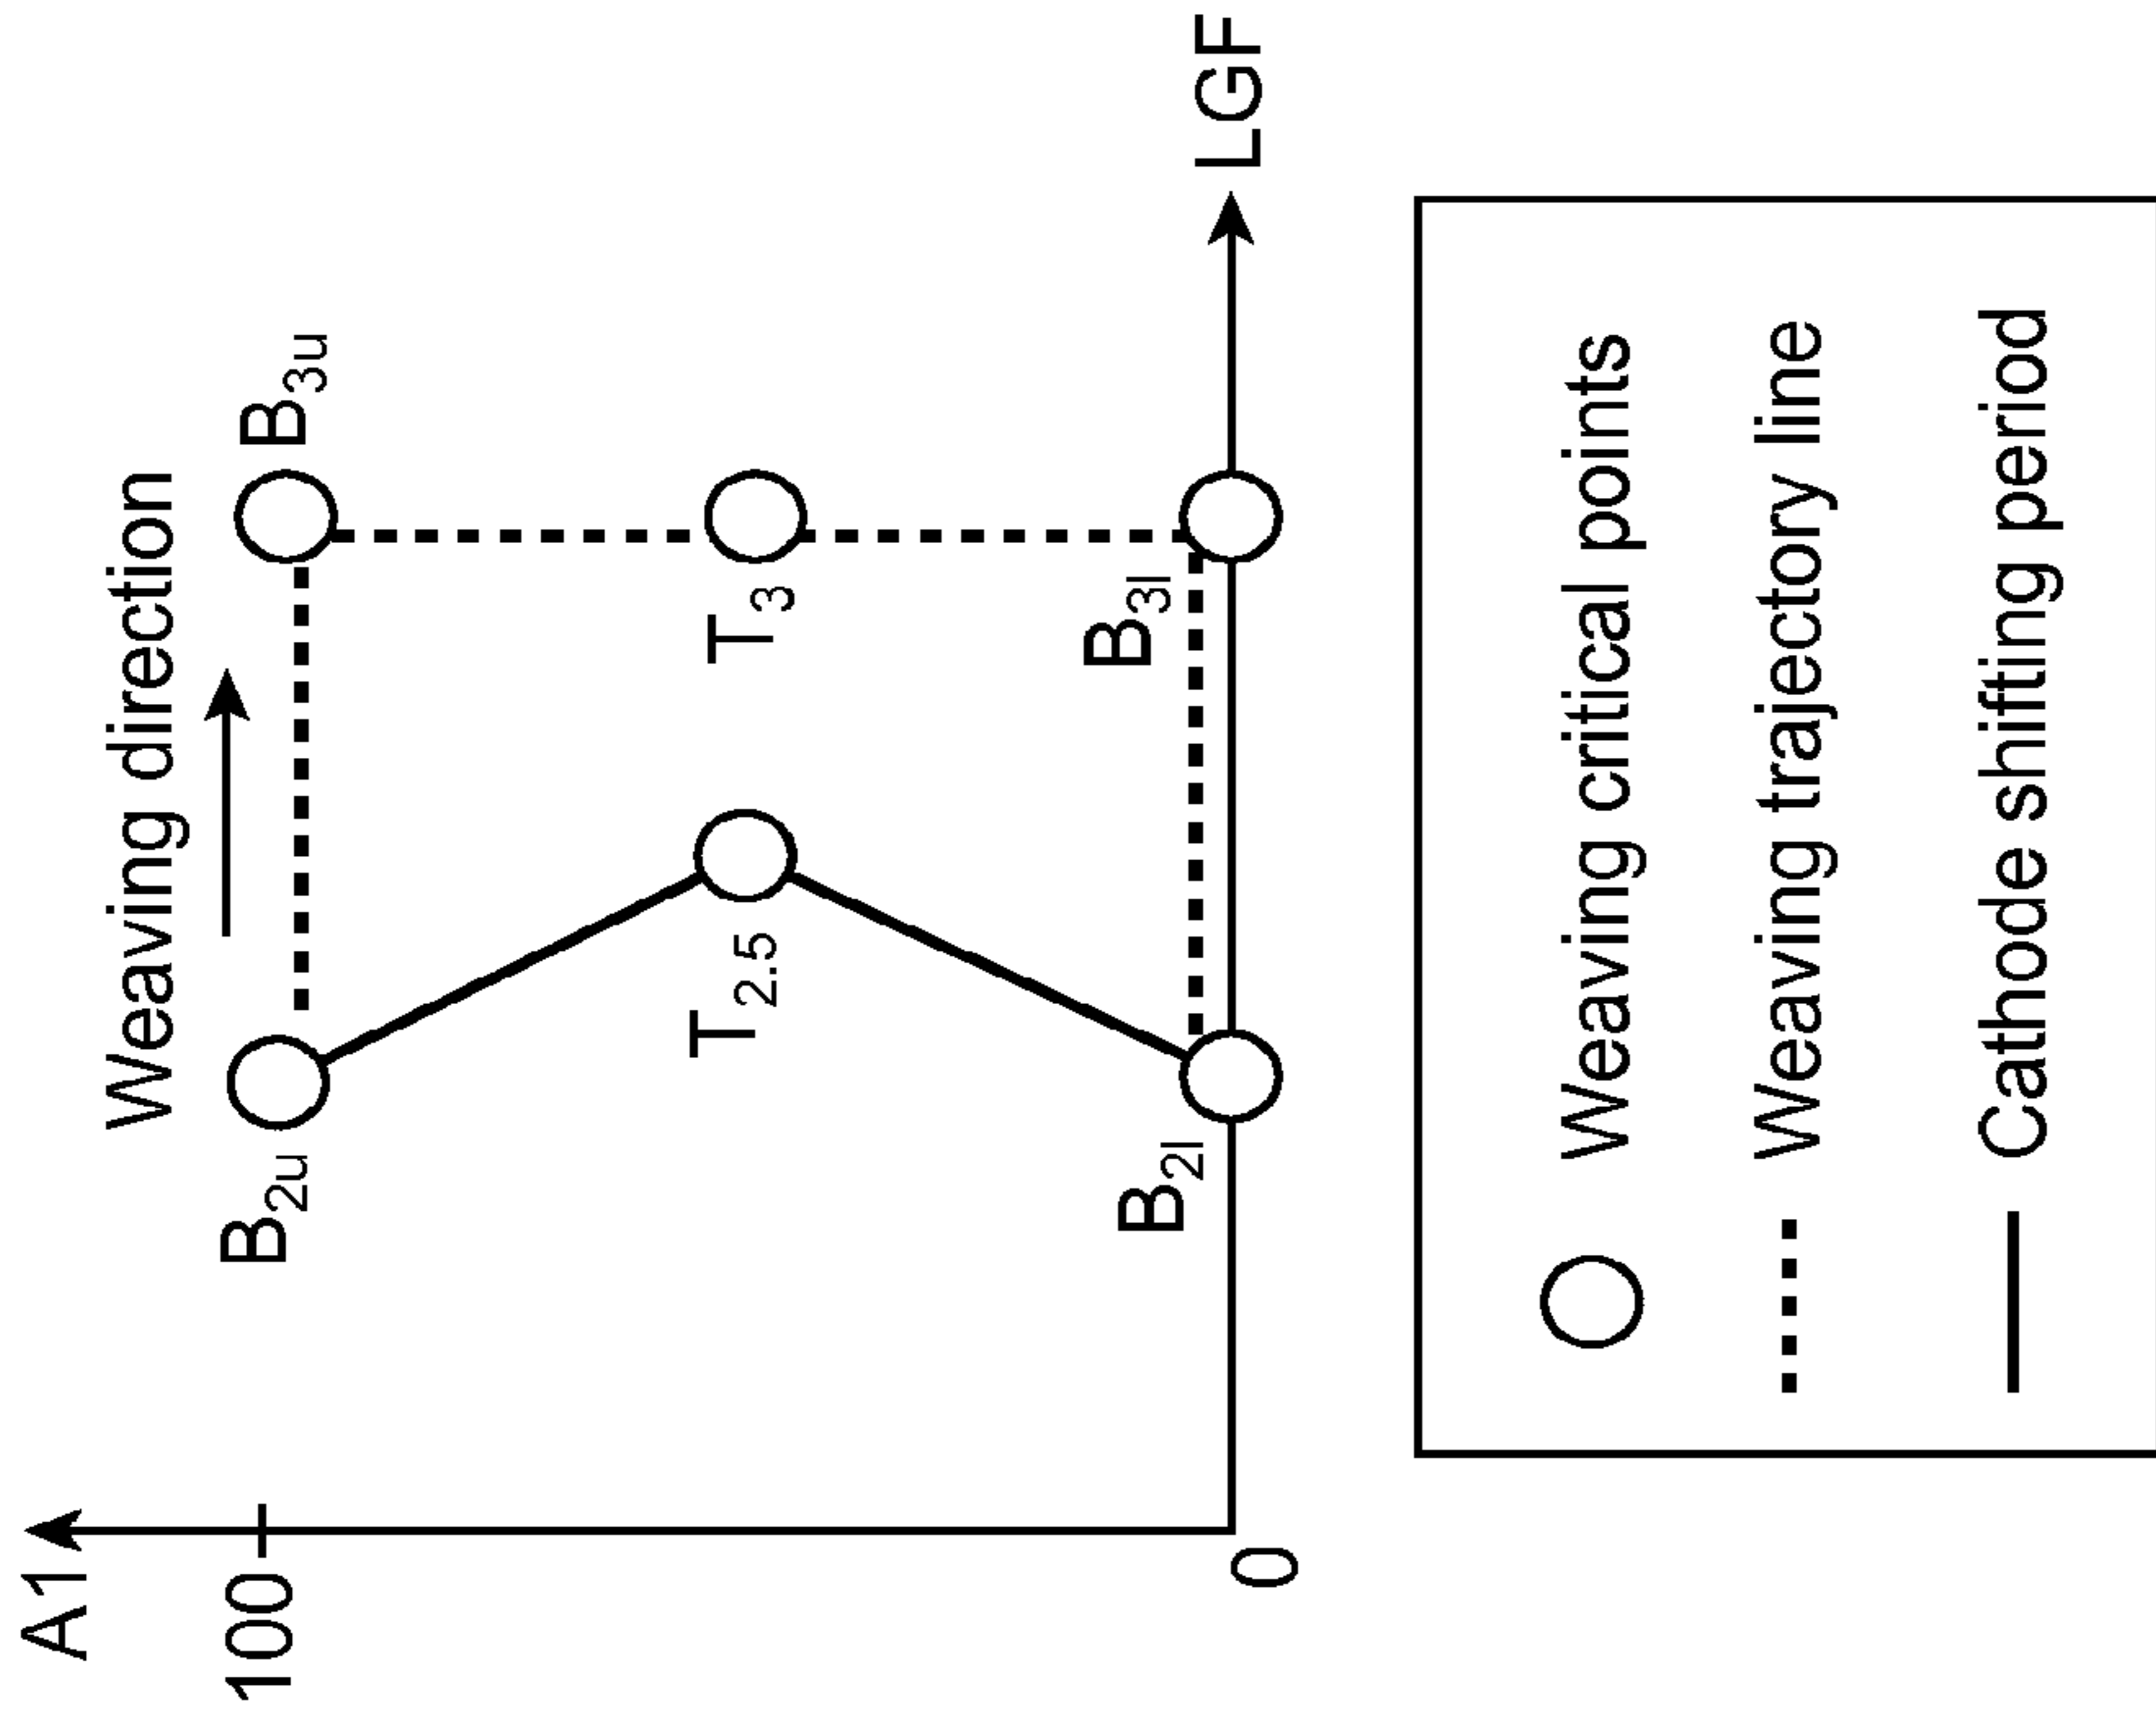 A1
Weaving direction
100
B2u
B3u
T2.5
T3
B2l
B3l
0
LGF
Weaving critical points
Weaving trajectory line
Cathode shifting period